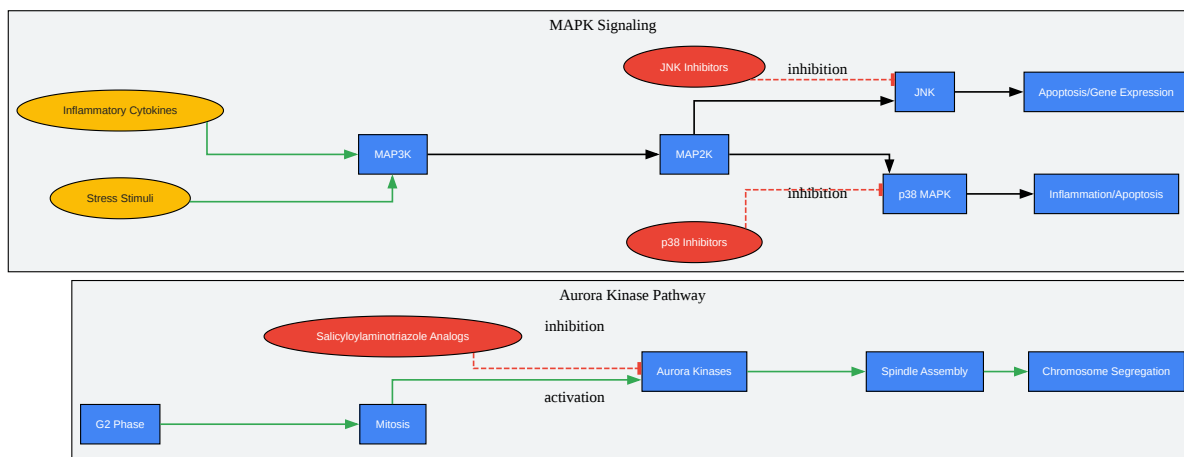 MAPK Signaling
JNK Inhibitors
inhibition
JNK
Apoptosis/Gene Expression
Inflammatory Cytokines
MAP3K
MAP2K
Stress Stimuli
inhibition
p38 MAPK
Inflammation/Apoptosis
p38 Inhibitors
Aurora Kinase Pathway
inhibition
Salicyloylaminotriazole Analogs
Aurora Kinases
Spindle Assembly
Chromosome Segregation
activation
G2 Phase
Mitosis